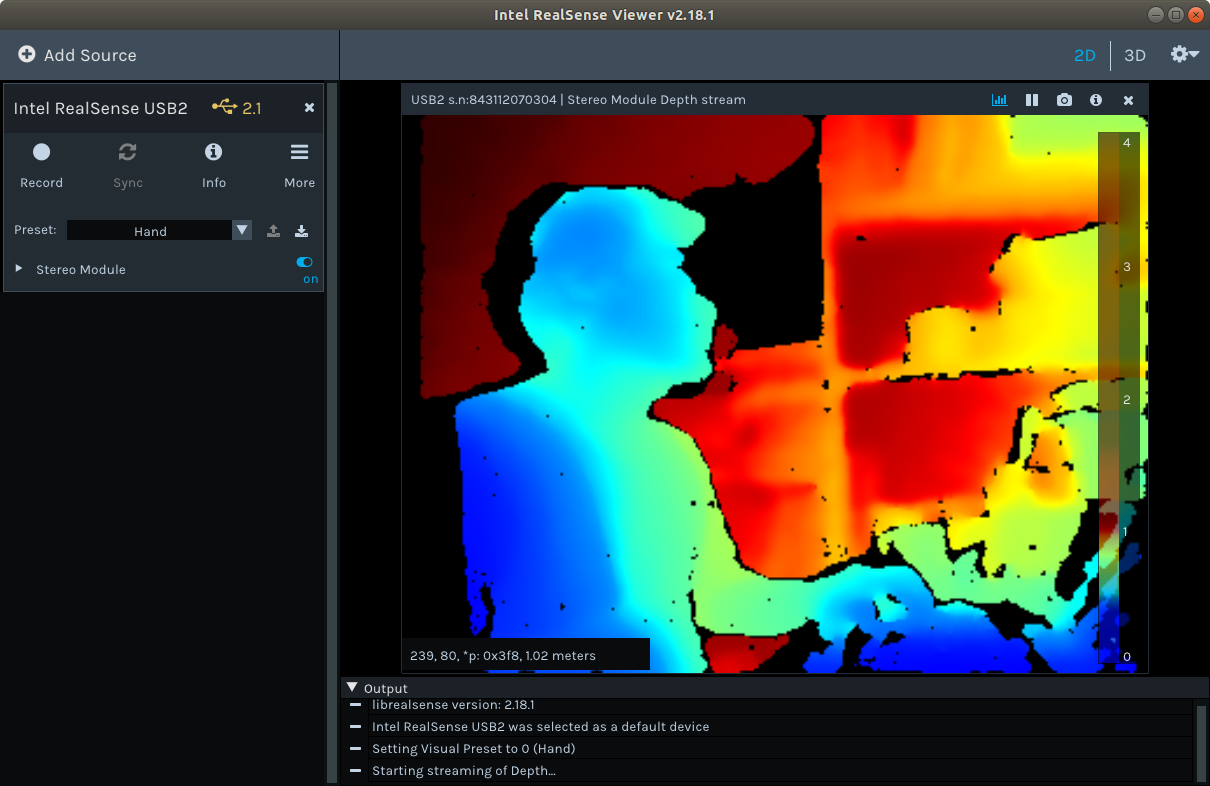 Intel RealSense Viewer v2.18.1
Add Source
2D
3D
Intel RealSense USB2
2.1
Record
Sync
Info
More
Preset:
Hand
Stereo Module
on
USB2 s.n:843112070304 | Stereo Module Depth stream
4
3
2
1
0
239, 80, *p: 0x3f8, 1.02 meters
Output
librealsense version: 2.18.1
Intel RealSense USB2 was selected as a default device
Setting Visual Preset to 0 (Hand)
Starting streaming of Depth...